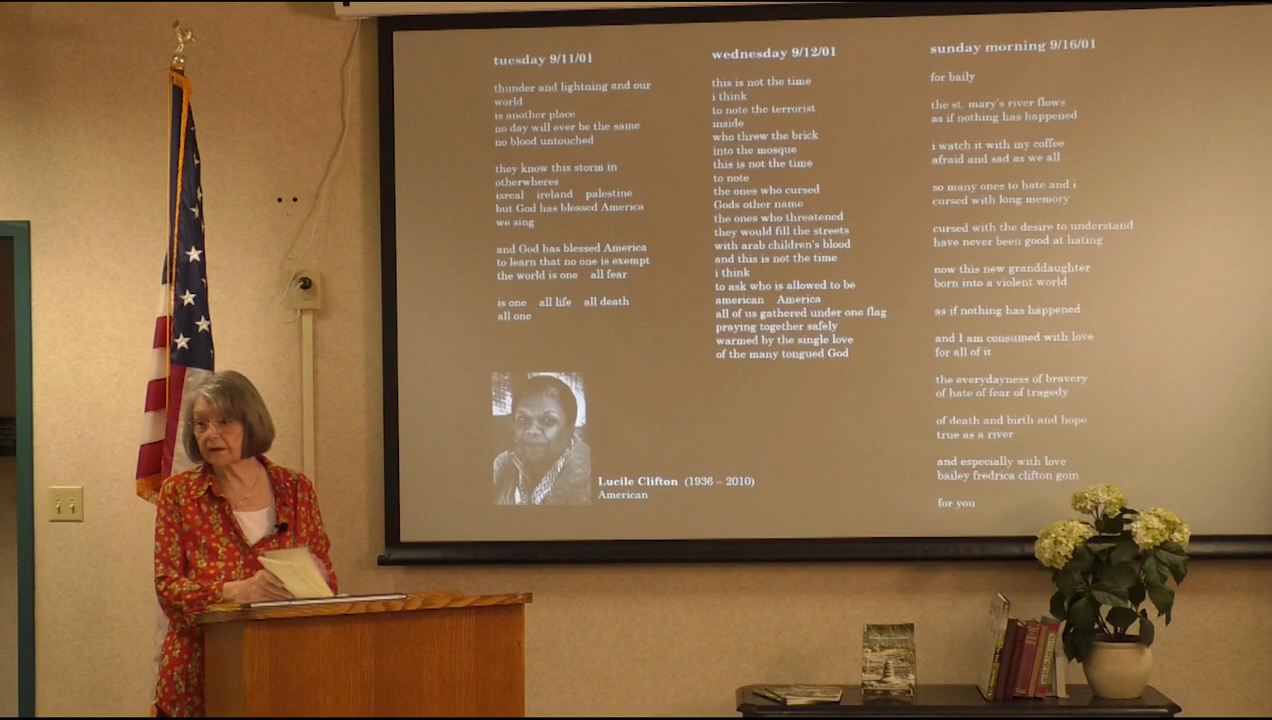 tuesday 9/11/01
thunder and lightning and our
world
is another place
no day will ever be the same
no blood untouched
they know this storm in
otherwheres
isreal ireland palestine
but God has blessed America
we sing
and God has blessed America
to learn that no one is exempt
the world is one all fear
is one all life all death
all one
Lucile Clifton (1936 – 2010)
American
wednesday 9/12/01
this is not the time
i think
to note the terrorist
inside
who threw the brick
into the mosque
this is not the time
to note
the ones who cursed
Gods other name
the ones who threatened
they would fill the streets
with arab children's blood
and this is not the time
i think
to ask who is allowed to be
american America
all of us gathered under one flag
praying together safely
warmed by the single love
of the many tongued God
sunday morning 9/16/01
for baily
the st. mary's river flows
as if nothing has happened
i watch it with my coffee
afraid and sad as we all
so many ones to hate and i
cursed with long memory
cursed with the desire to understand
have never been good at hating
now this new granddaughter
born into a violent world
as if nothing has happened
and I am consumed with love
for all of it
the everydayness of bravery
of hate of fear of tragedy
of death and birth and hope
true as a river
and especially with love
bailey fredrica clifton goin
for you